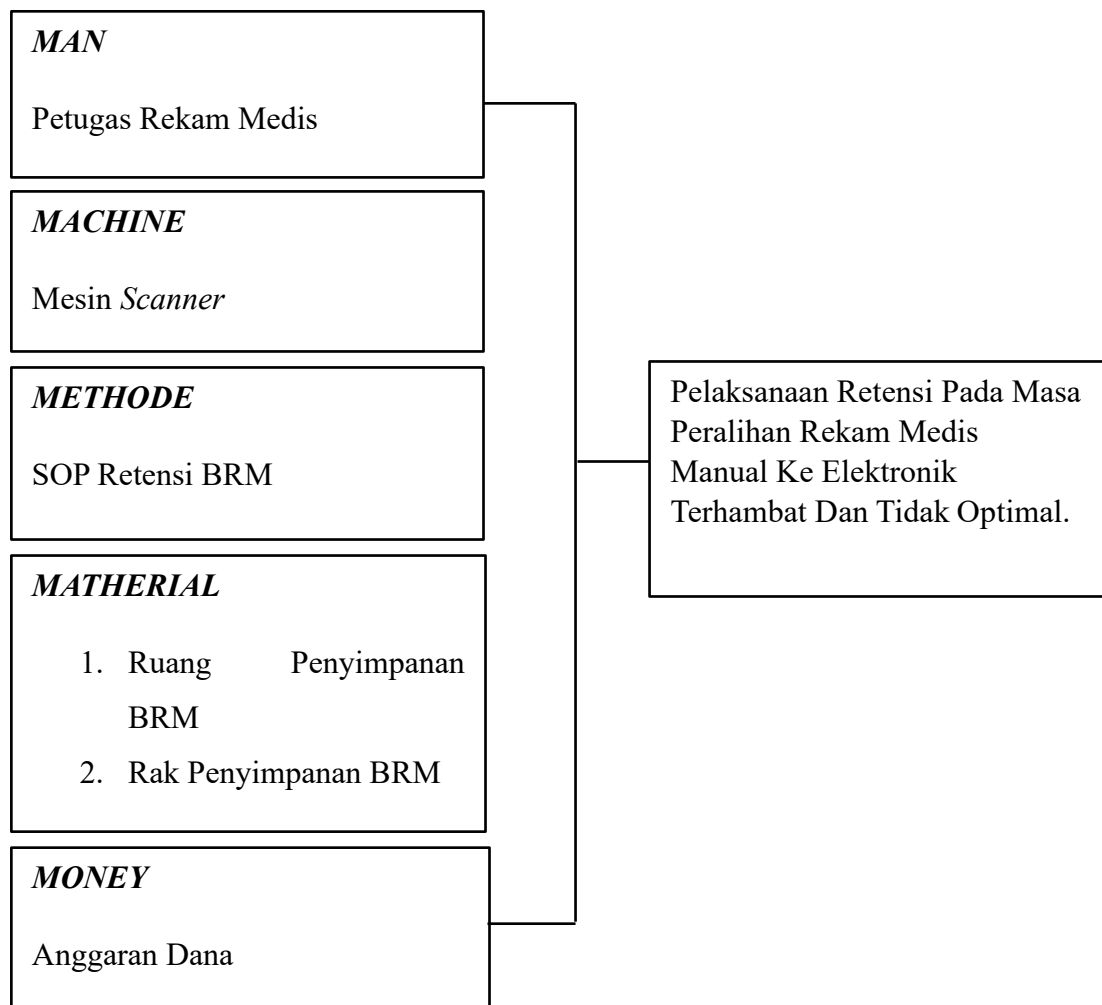 MAN
Petugas Rekam Medis
MACHINE
Mesin Scanner
METHODE
SOP Retensi BRM
MATHERIAL
1. Ruang Penyimpanan
BRM
2. Rak Penyimpanan BRM
MONEY
Anggaran Dana
Pelaksanaan Retensi Pada Masa
Peralihan Rekam Medis
Manual Ke Elektronik
Terhambat Dan Tidak Optimal.